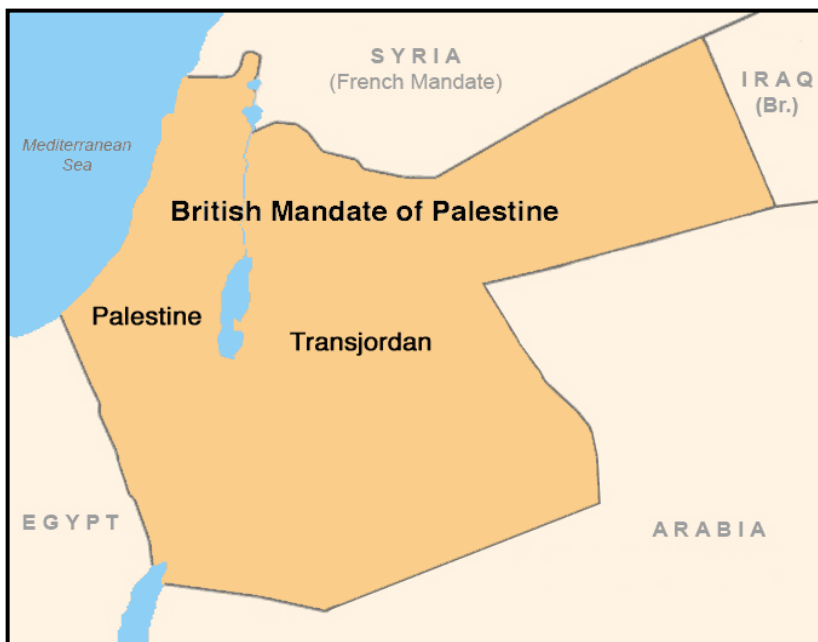 SYRIA
(French Mandate)
IRAQ
(Br.)
Mediterranean
Sea
British Mandate of Palestine
Palestine
Transjordan
EGYPT
ARABIA